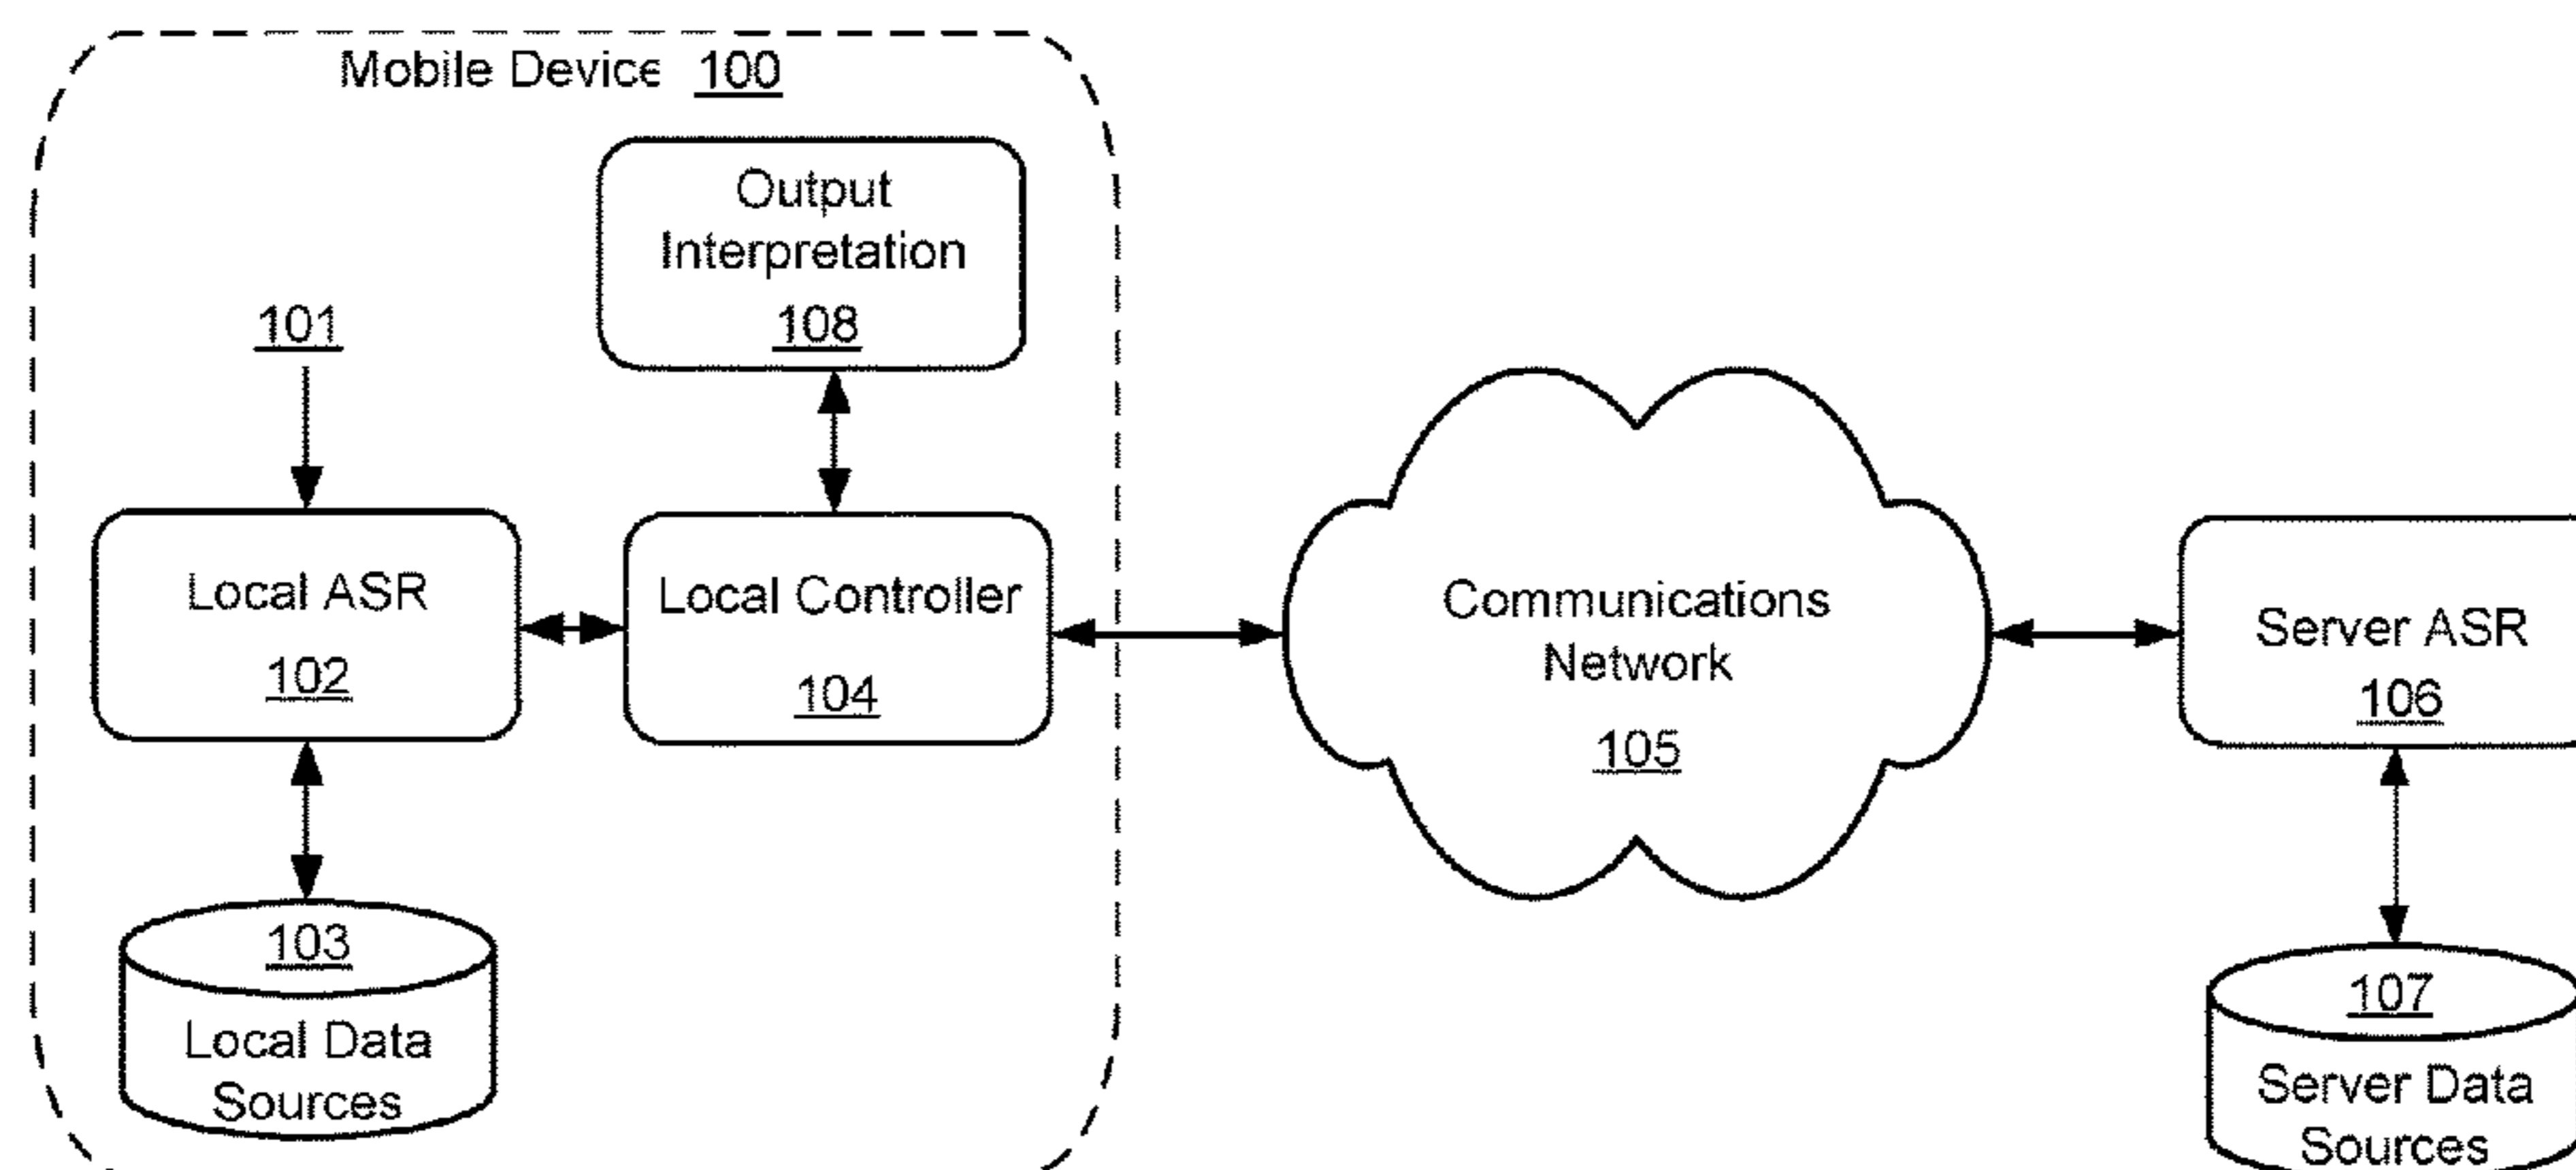 Mobile Device 100
Output
Interpretation
108
101
Local ASR
102
Local Controller
104
Communications
Network
105
Server ASR
106
103
Local Data
Sources
107
Server Data
Sources